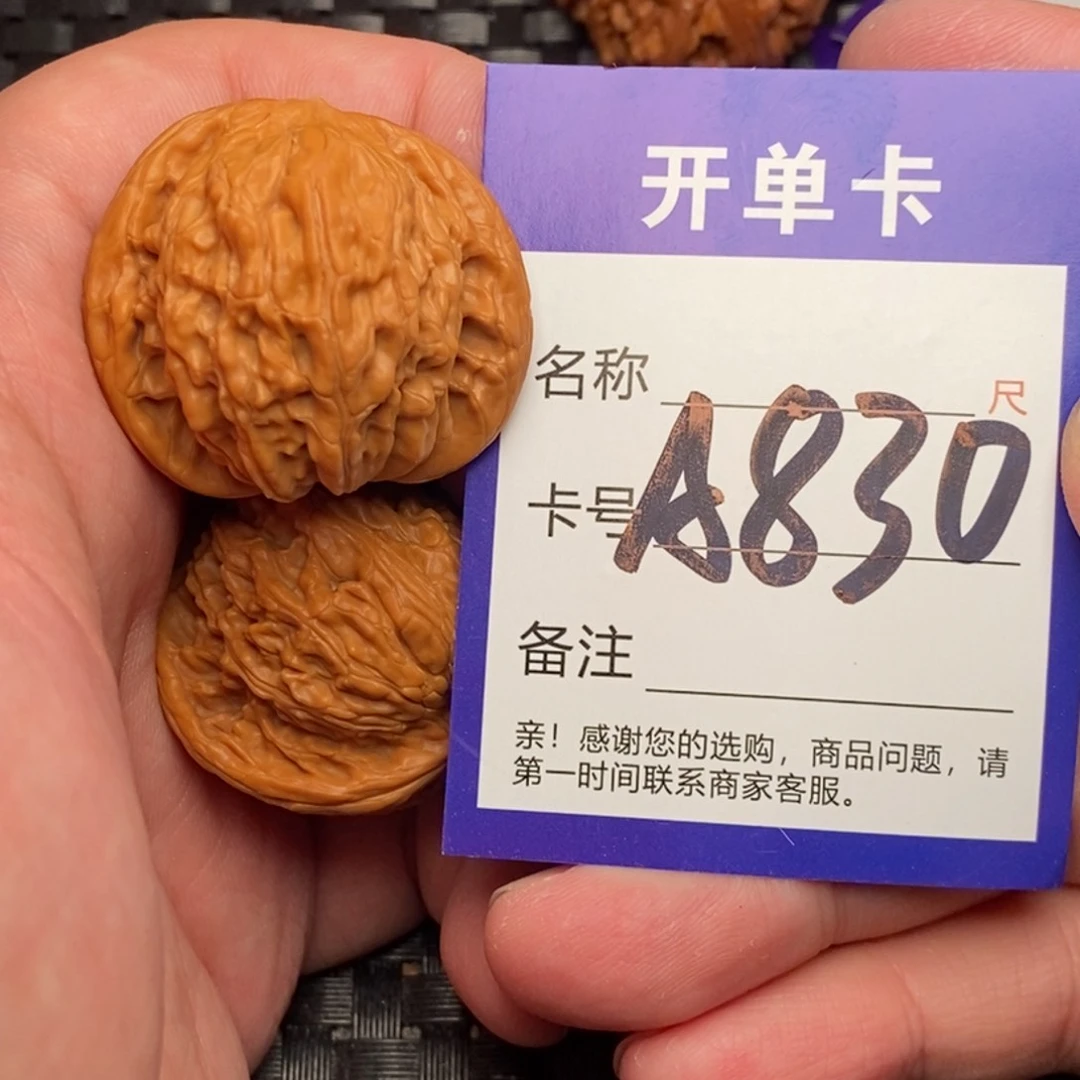 开单卡
名称 尺
卡号 A830
备注
亲！感谢您的选购，商品问题，请
第一时间联系商家客服。